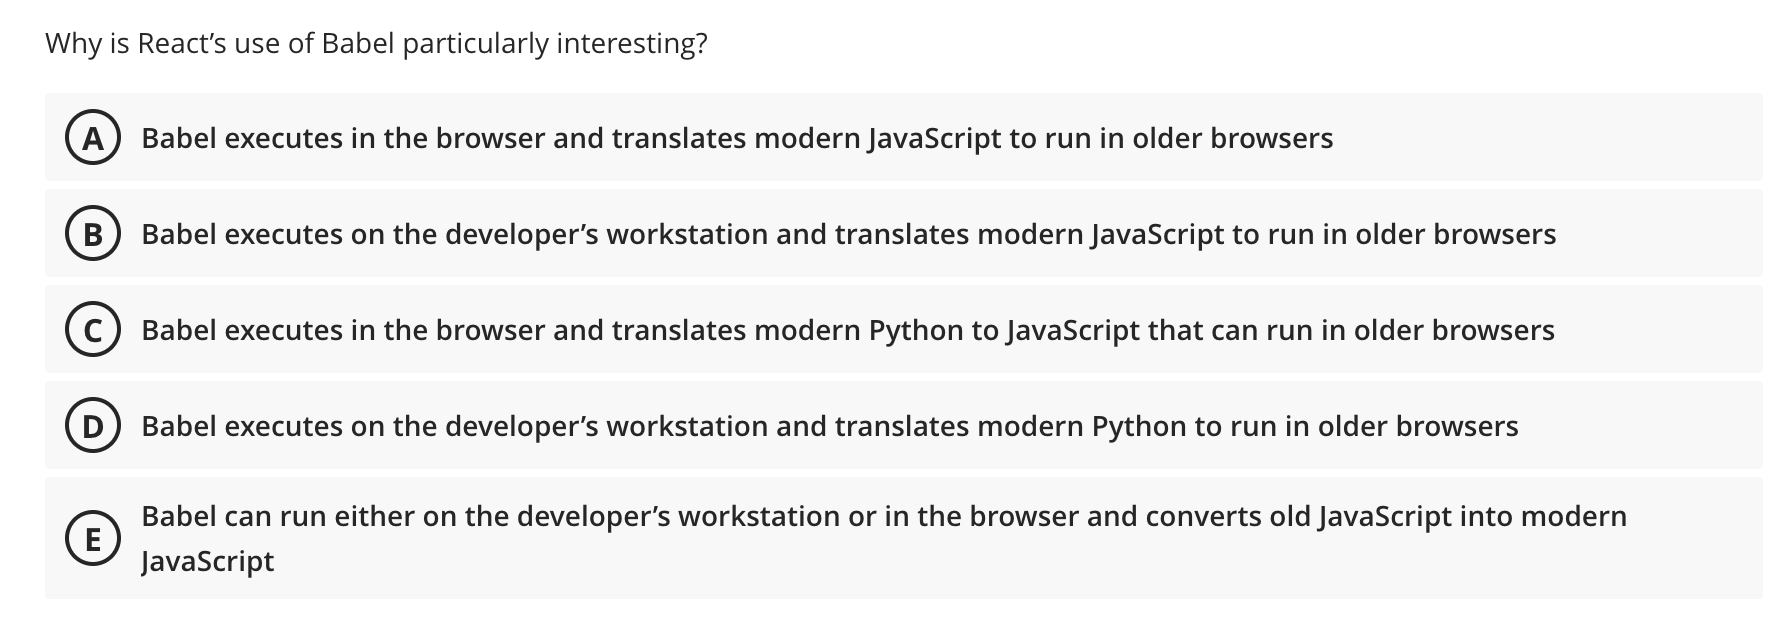 Why is React’s use of Babel particularly interesting?
A Babel executes in the browser and translates modern JavaScript to run in older browsers
B Babel executes on the developer’s workstation and translates modern JavaScript to run in older browsers
C Babel executes in the browser and translates modern Python to JavaScript that can run in older browsers
D Babel executes on the developer’s workstation and translates modern Python to run in older browsers
E Babel can run either on the developer’s workstation or in the browser and converts old JavaScript into modern
JavaScript